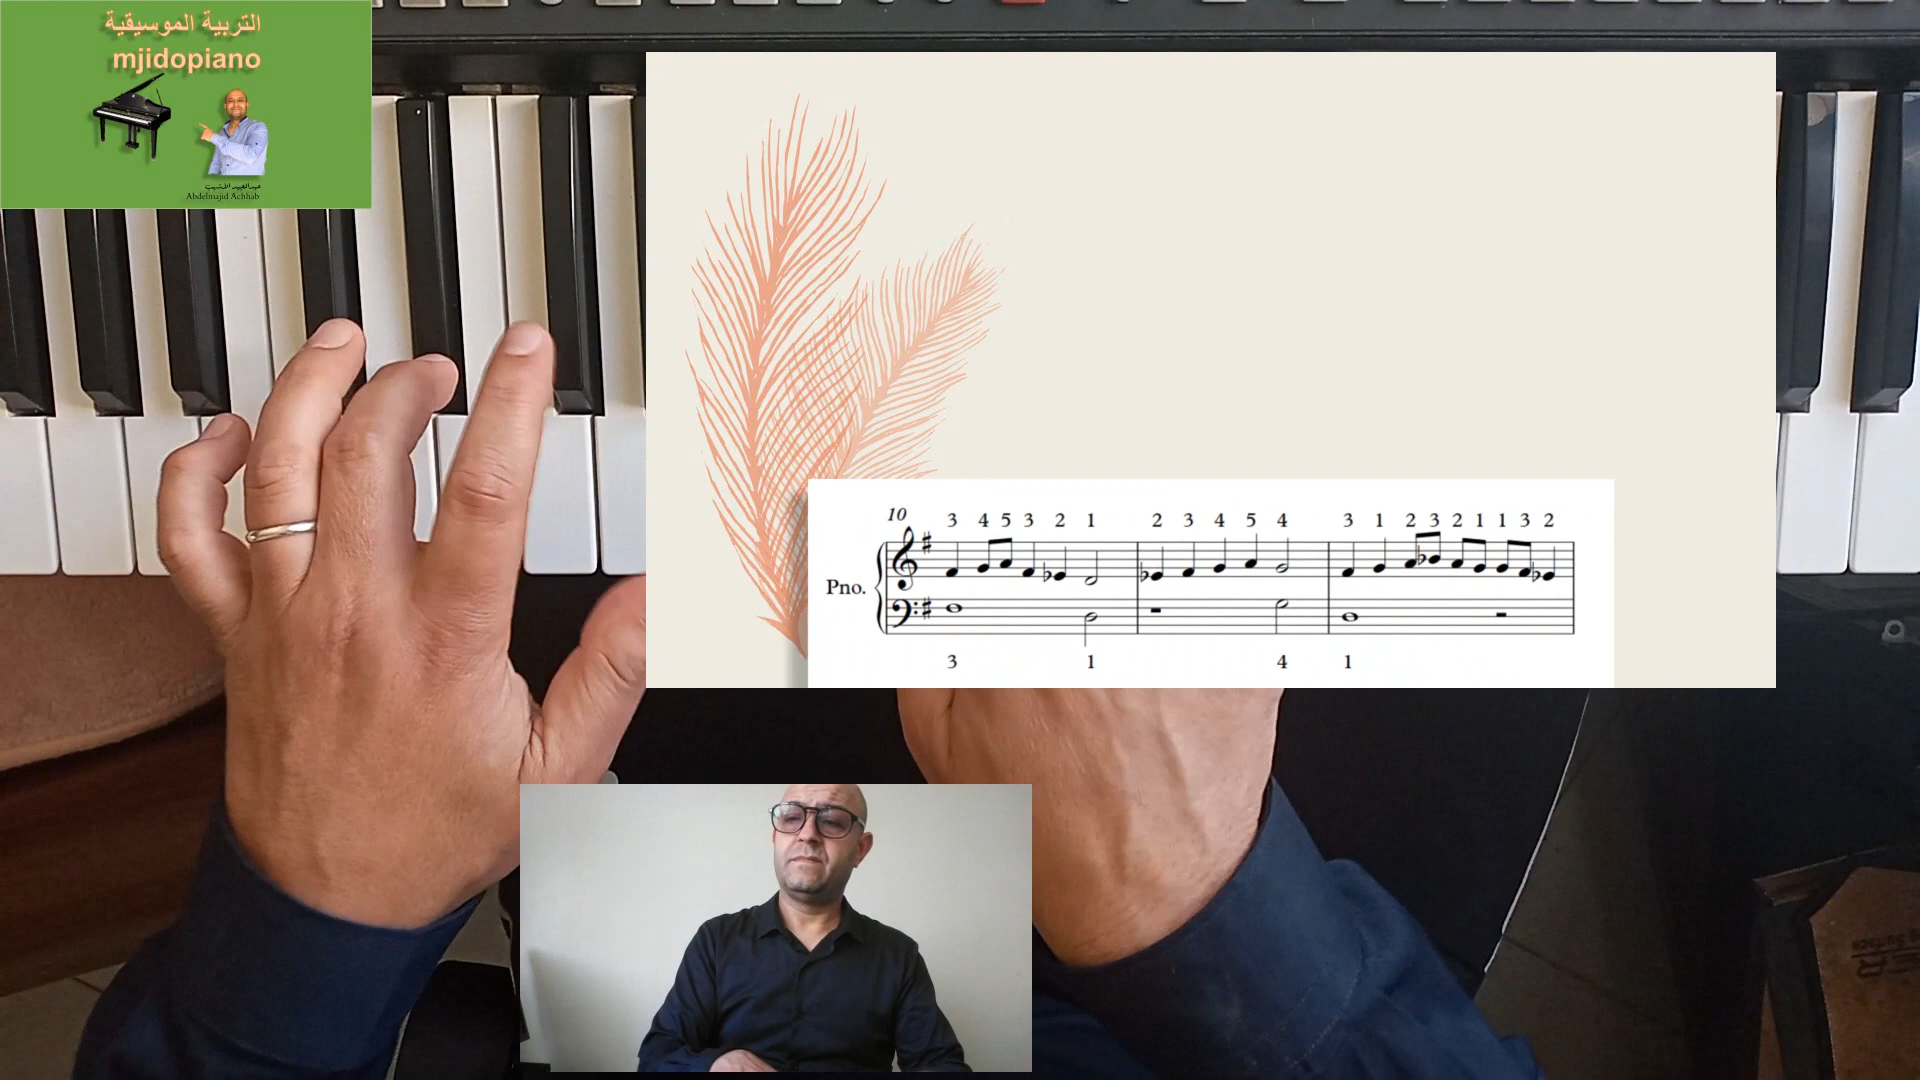 التربية الموسيقية
mjidopiano
Abdelmajid Achhab
10
3 4 5 3 2 1 2 3 4 5 4 3 1 2 3 2 1 1 3 2
Pno.
3 1 4 1